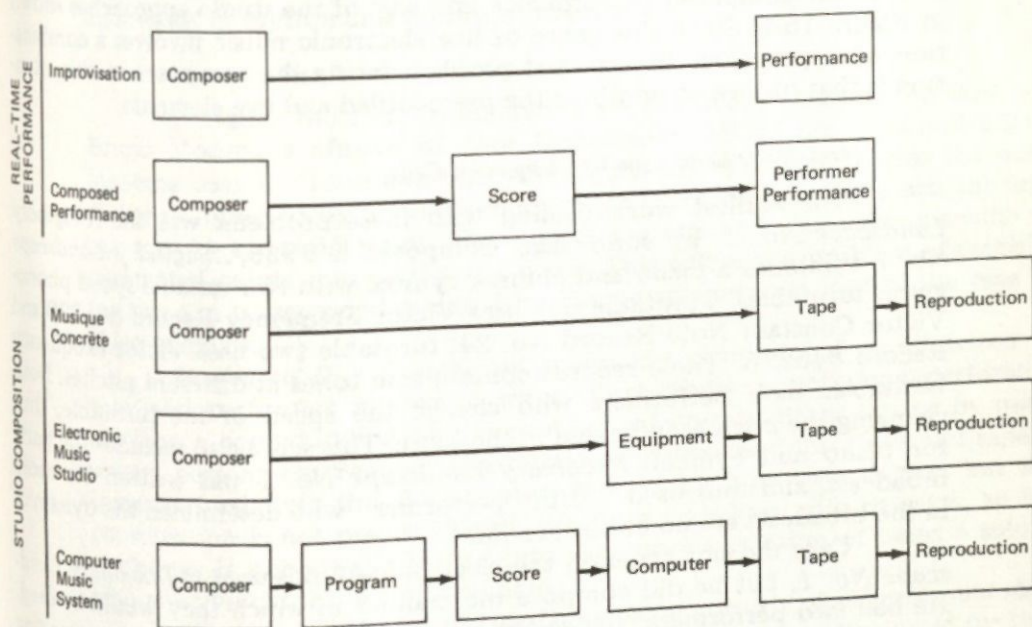 REAL-TIME
PERFORMANCE
Improvisation
Composer
Performance
Composed
Performance
Composer
Score
Performer
Performance
STUDIO COMPOSITION
Musique
Concrète
Composer
Tape
Reproduction
Electronic
Music
Studio
Composer
Equipment
Tape
Reproduction
Computer
Music
System
Composer
Program
Score
Computer
Tape
Reproduction